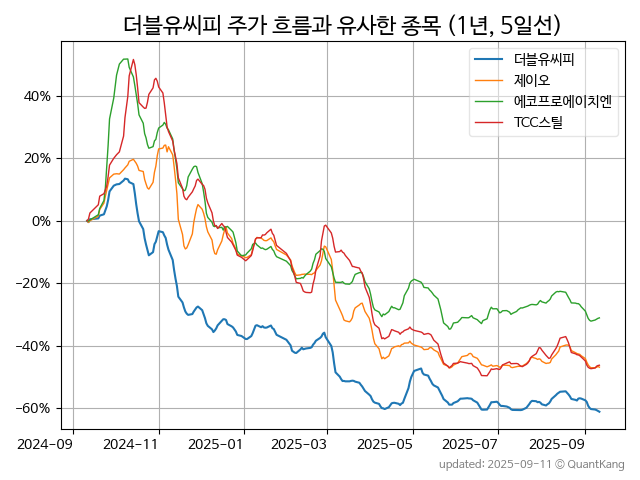 더블유씨피 주가 흐름과 유사한 종목 (1년, 5일선)
더블유씨피
제이오
에코프로에이치엔
TCC스틸
40%
20%
0%
−20%
−40%
−60%
2024-09 2024-11 2025-01 2025-03 2025-05 2025-07 2025-09
updated: 2025-09-11 © QuantKang